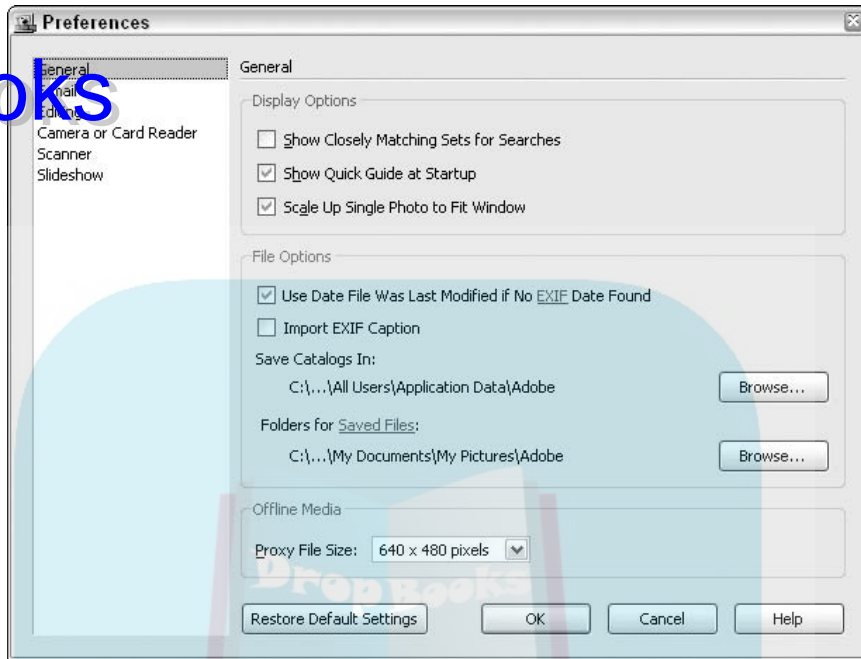 Preferences
General
E-mail
Editing
Camera or Card Reader
Scanner
Slideshow
oks
General
Display Options
Show Closely Matching Sets for Searches
Show Quick Guide at Startup
Scale Up Single Photo to Fit Window
File Options
Use Date File Was Last Modified if No EXIF Date Found
Import EXIF Caption
Save Catalogs In:
C:\...\All Users\Application Data\Adobe
Browse...
Folders for Saved Files:
C:\...\My Documents\My Pictures\Adobe
Browse...
Offline Media
Proxy File Size: 640 x 480 pixels
DropBooks
Restore Default Settings OK Cancel Help